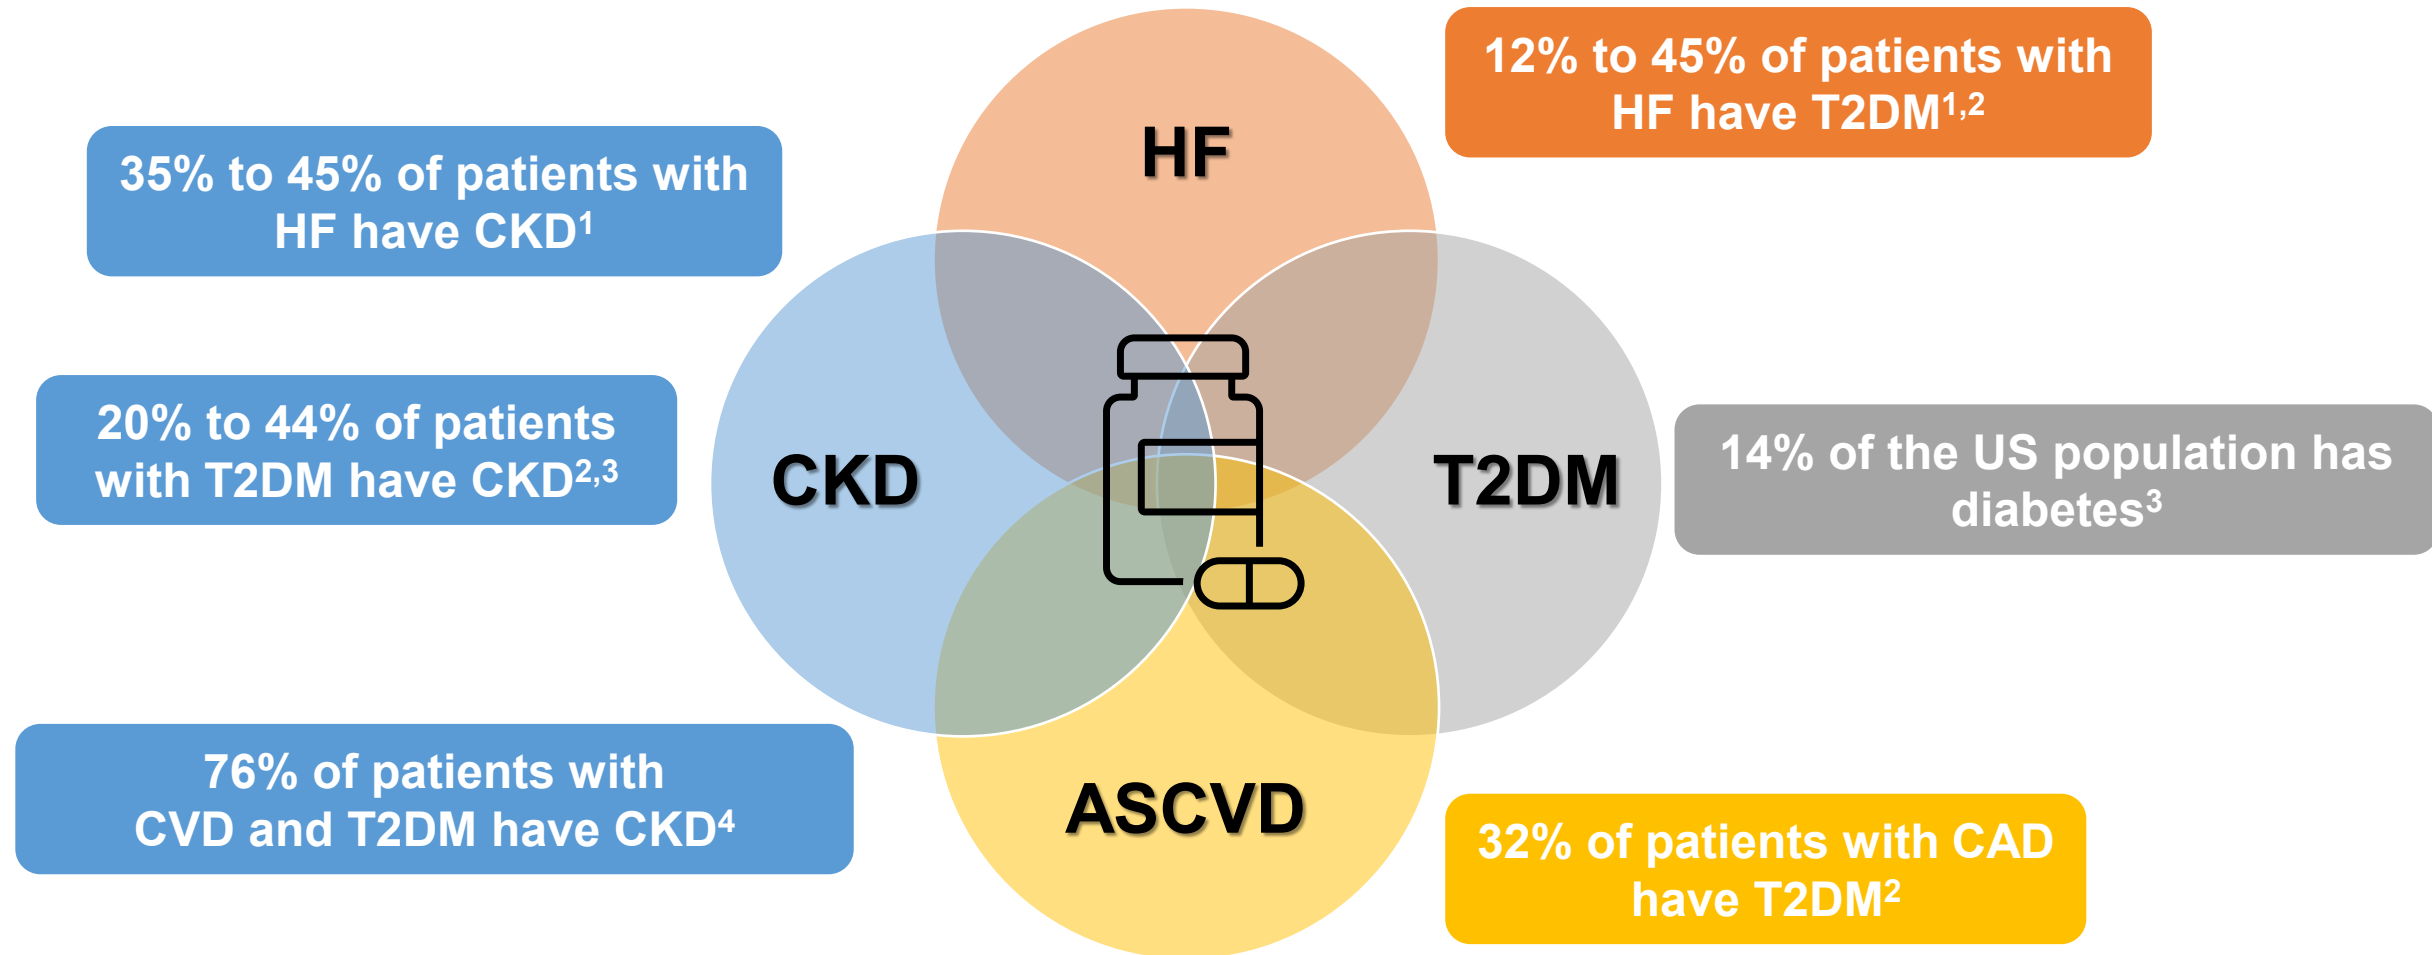 HF
12% to 45% of patients with
HF have T2DM¹,²
35% to 45% of patients with
HF have CKD¹
20% to 44% of patients
with T2DM have CKD²,³
CKD
T2DM
14% of the US population has
diabetes³
76% of patients with
CVD and T2DM have CKD⁴
ASCVD
32% of patients with CAD
have T2DM²